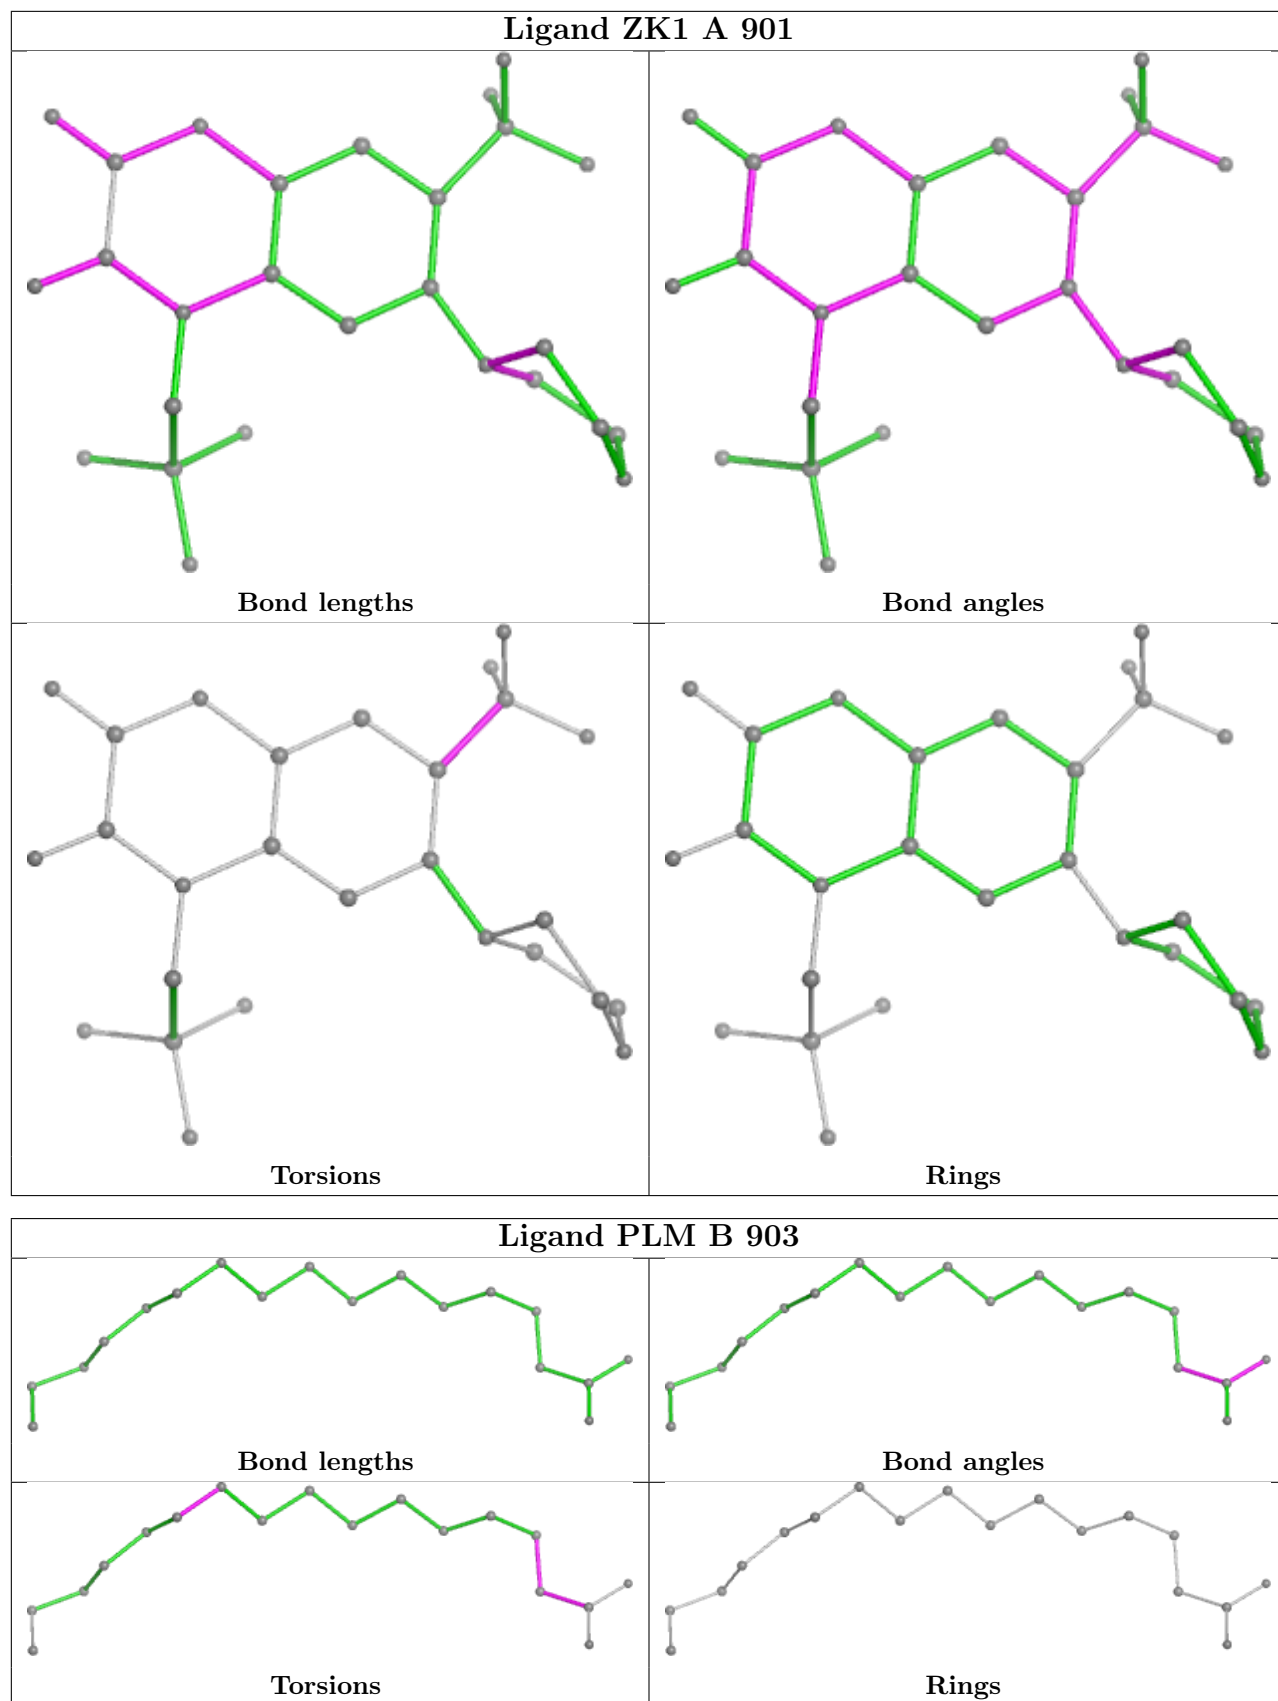 Ligand ZK1 A 901
Bond lengths
Bond angles
Torsions
Rings
Ligand PLM B 903
Bond lengths
Bond angles
Torsions
Rings